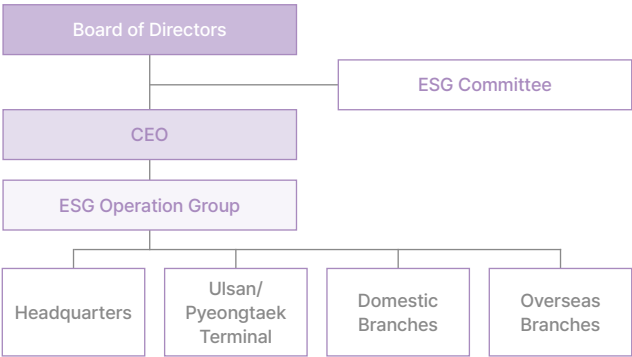 Board of Directors
ESG Committee
CEO
ESG Operation Group
Headquarters
Ulsan/
Pyeongtaek
Terminal
Domestic
Branches
Overseas
Branches